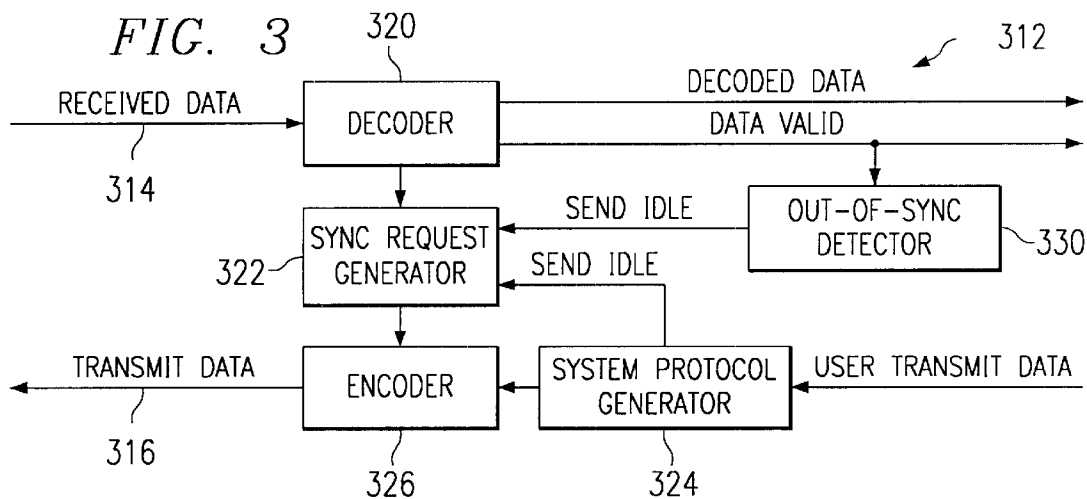 FIG. 3
320
312
RECEIVED DATA
DECODER
DECODED DATA
DATA VALID
314
SEND IDLE
OUT-OF-SYNC
DETECTOR
330
SYNC REQUEST
GENERATOR
322
SEND IDLE
TRANSMIT DATA
ENCODER
SYSTEM PROTOCOL
GENERATOR
USER TRANSMIT DATA
316
326
324